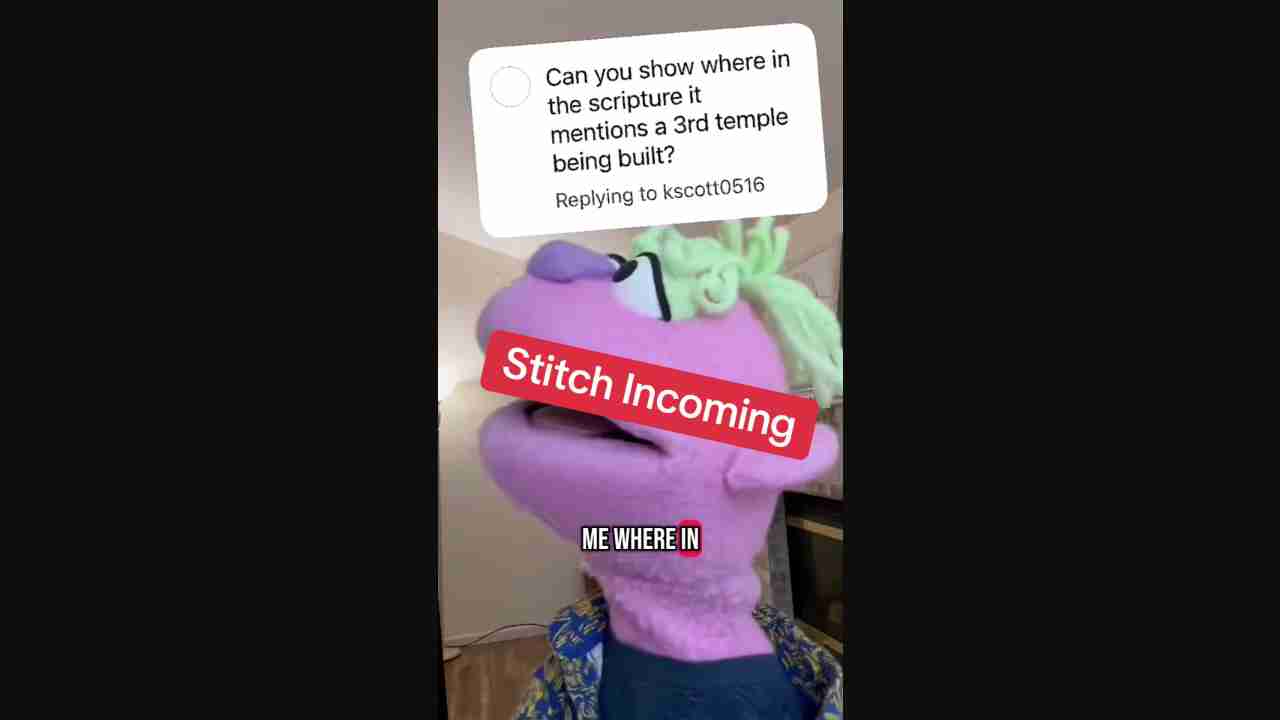 Can you show where in
the scripture it
mentions a 3rd temple
being built?
Replying to kscott0516
Stitch Incoming
ME WHERE IN